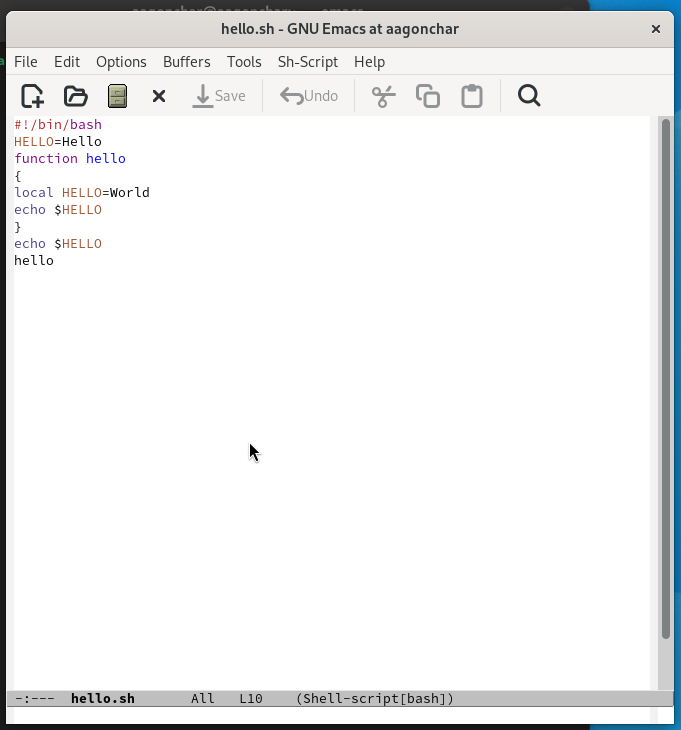 hello.sh - GNU Emacs at aagonchar
File Edit Options Buffers Tools Sh-Script Help
Save Undo
#!/bin/bash
HELLO=Hello
function hello
{
local HELLO=World
echo $HELLO
}
echo $HELLO
hello
-:--- hello.sh All L10 (Shell-script[bash])